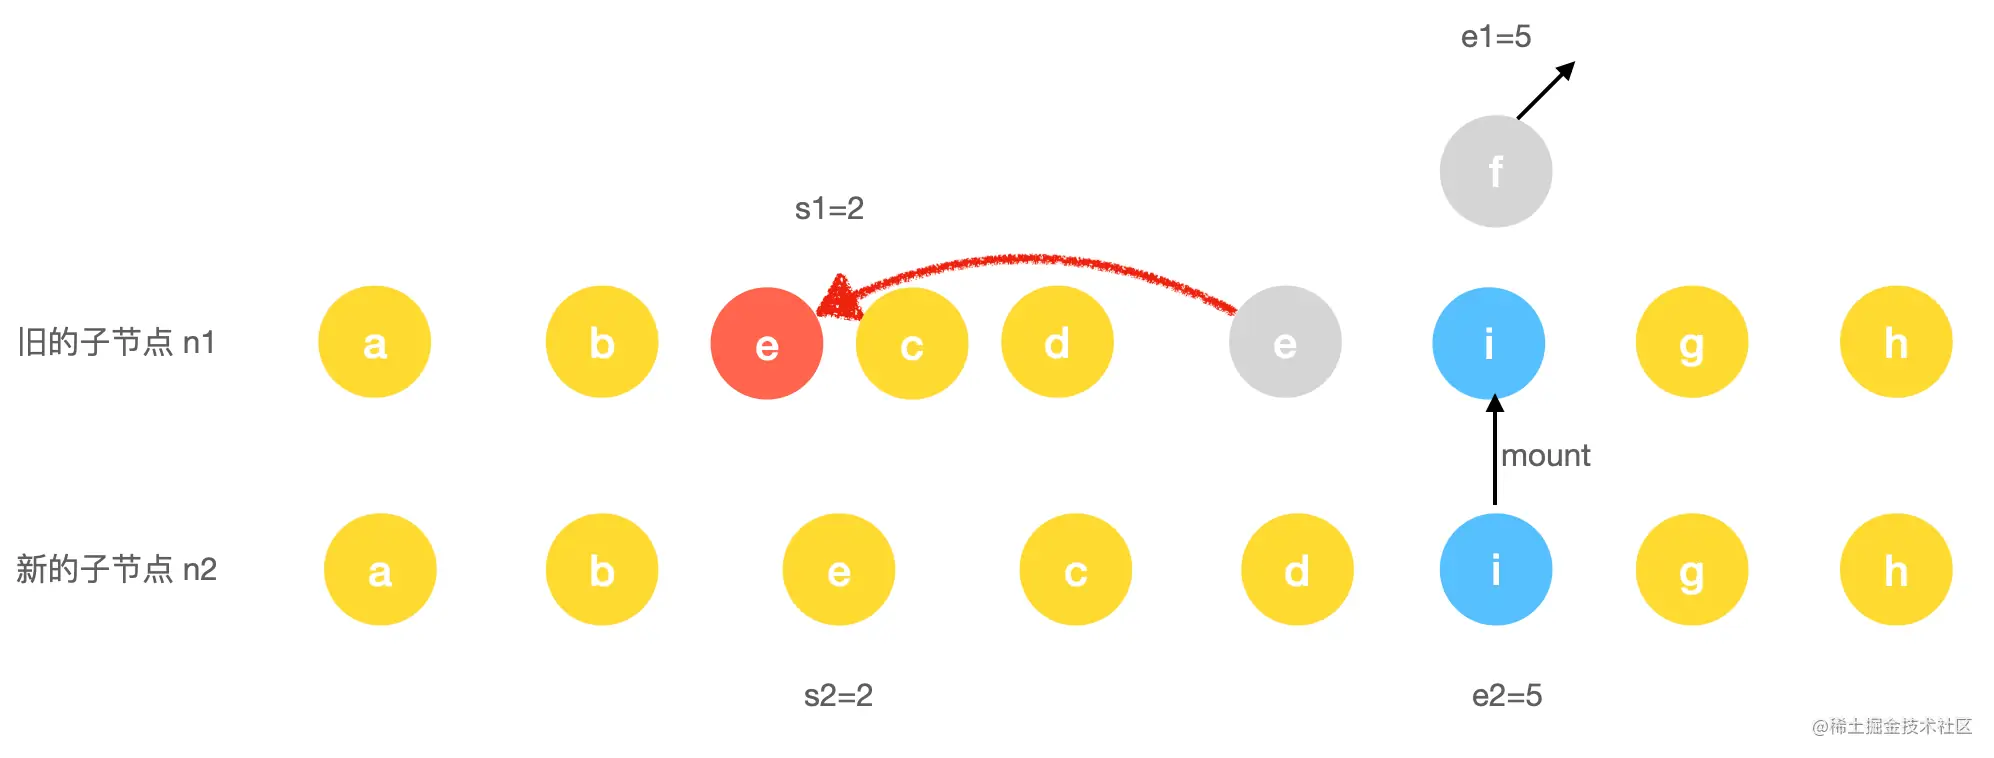 e1=5
f
s1=2
旧的子节点 n1 a b e c d e i g h
mount
新的子节点 n2 a b e c d i g h
s2=2 e2=5
@稀土掘金技术社区